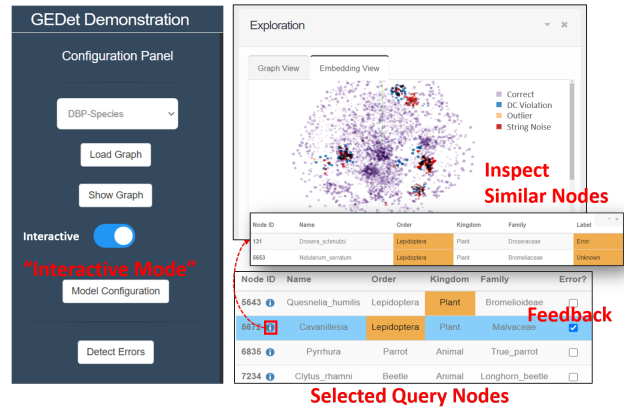 GEDet Demonstration
Configuration Panel
DBP-Species
Load Graph
Show Graph
Interactive
"Interactive Mode"
Model Configuration
Detect Errors
Exploration
Graph View Embedding View
Correct
DC Violation
Outlier
String Noise
Inspect
Similar Nodes
Node ID Name Order Kingdom Family Label
131 Drosera_schmutzii Lepidoptera Plant Droseraceae Error
5653 Nidularium_serratum Lepidoptera Plant Bromeliaceae Unknown
Node ID Name Order Kingdom Family Error?
5643 Quesnelia_humilis Lepidoptera Plant Bromelioideae
Feedback
5672 Cavanillesia Lepidoptera Plant Malvaceae
6835 Pyrrhura Parrot Animal True_parrot
7234 Clytus_rhamni Beetle Animal Longhorn_beetle
Selected Query Nodes